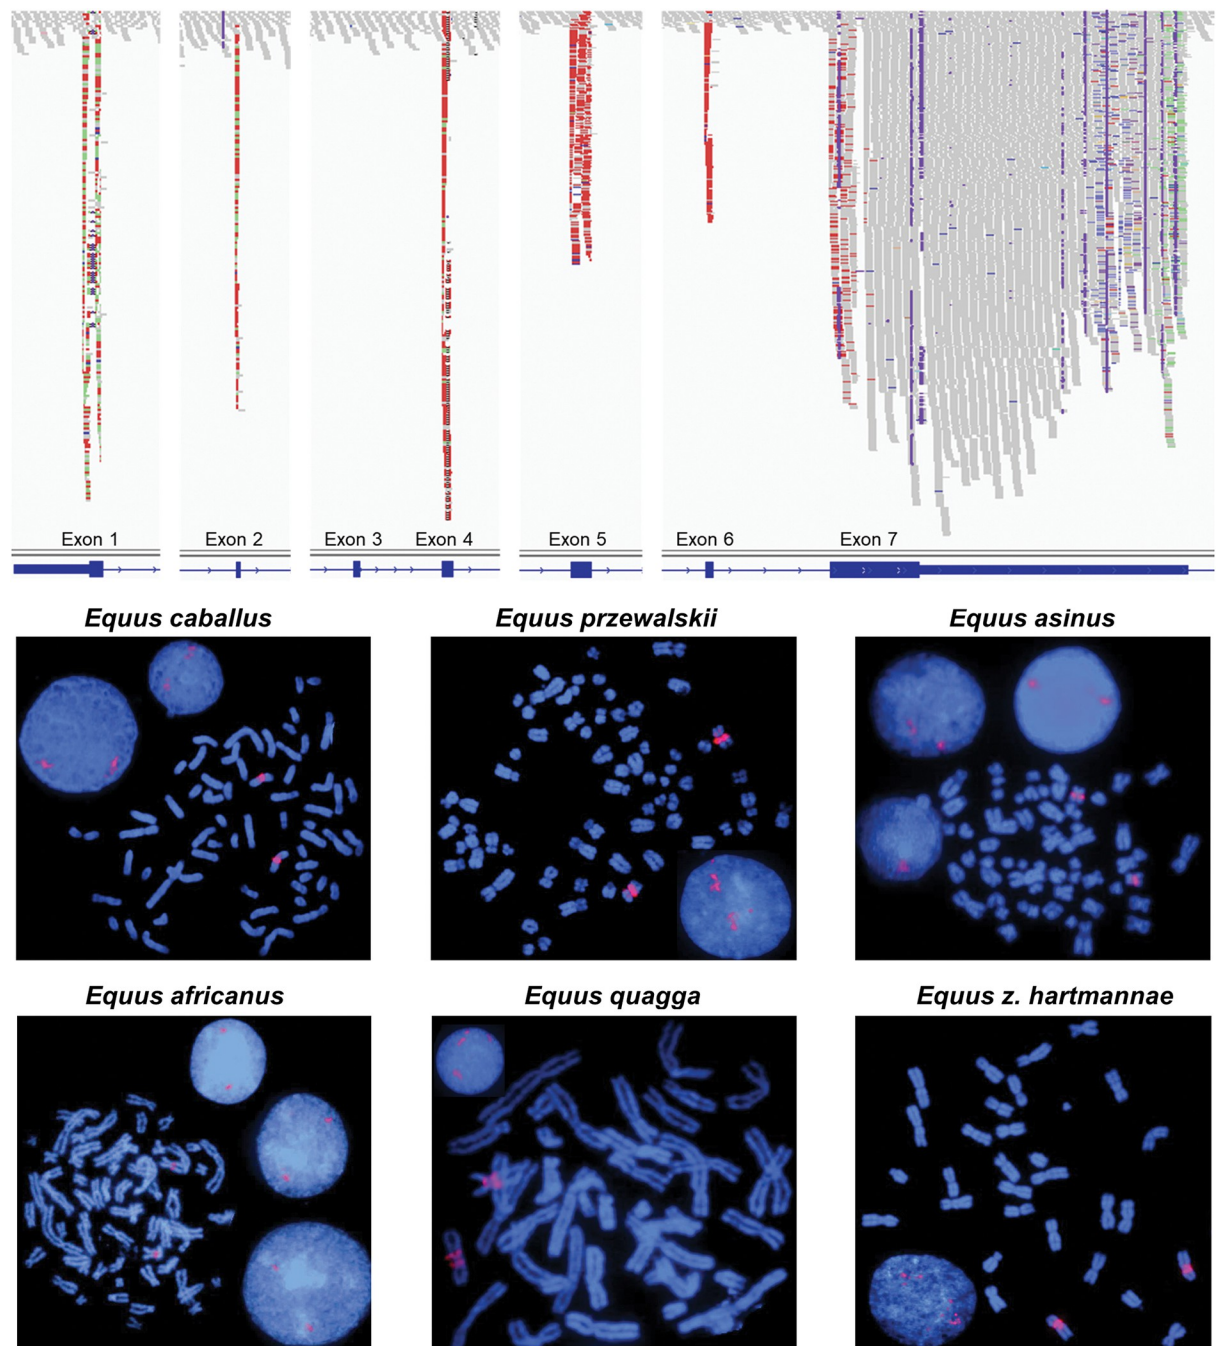 Exon 1 Exon 2 Exon 3 Exon 4 Exon 5 Exon 6 Exon 7
Equus caballus Equus przewalskii Equus asinus
Equus africanus Equus quagga Equus z. hartmannae